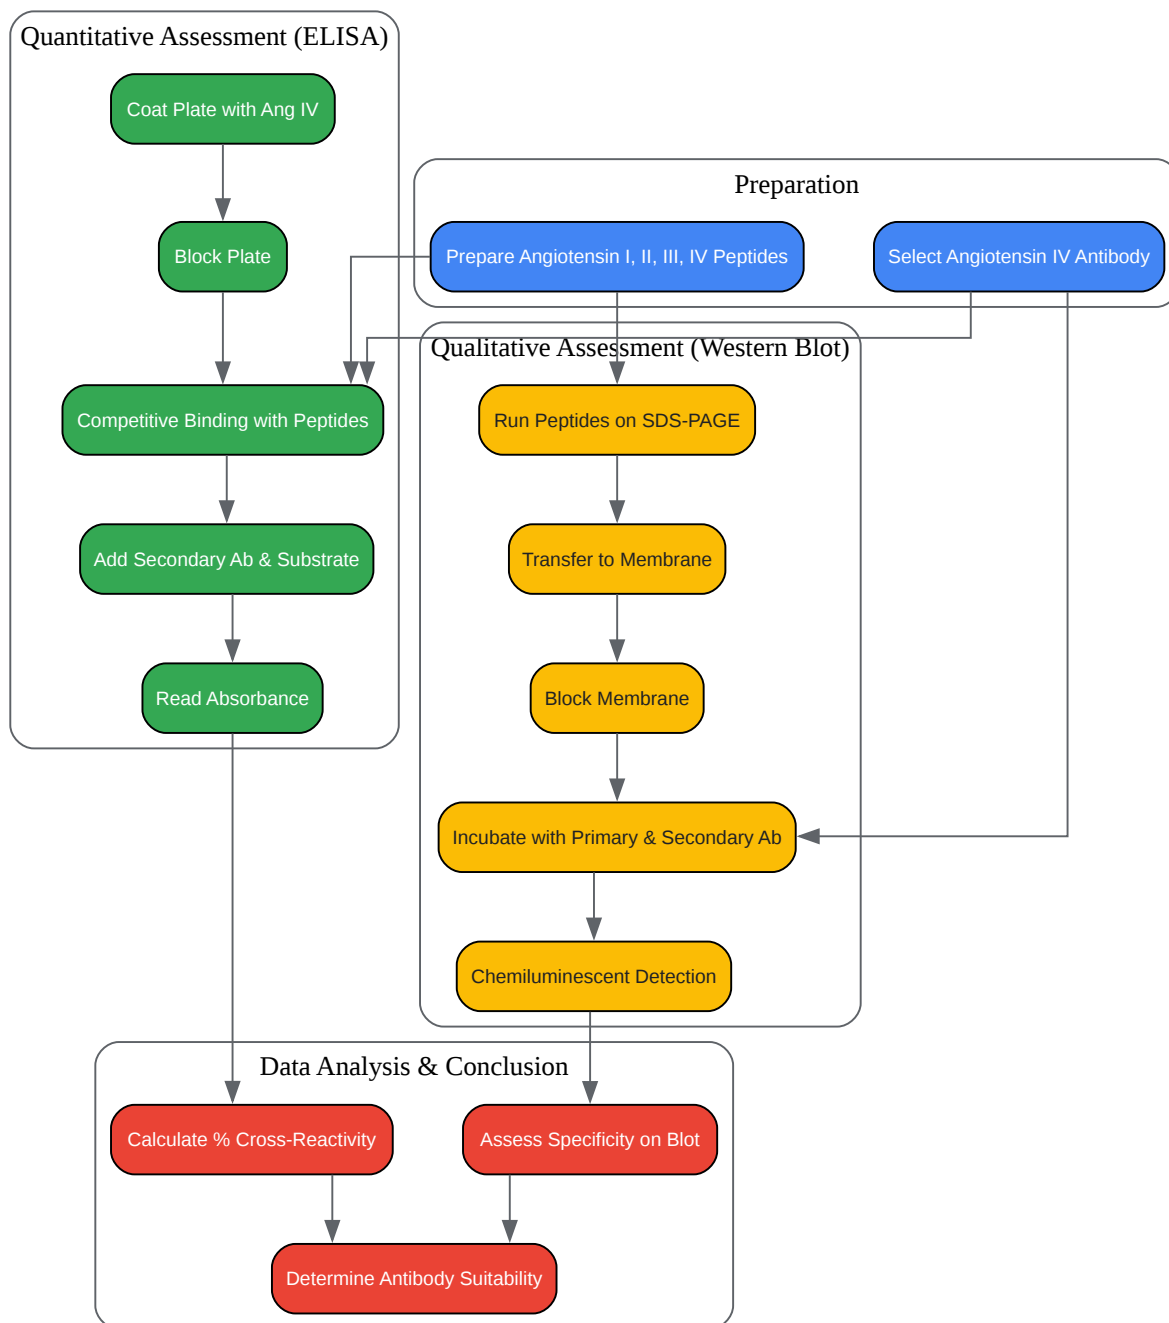 Quantitative Assessment (ELISA)
Coat Plate with Ang IV
Block Plate
Competitive Binding with Peptides
Add Secondary Ab & Substrate
Read Absorbance
Preparation
Prepare Angiotensin I, II, III, IV Peptides
Select Angiotensin IV Antibody
Qualitative Assessment (Western Blot)
Run Peptides on SDS-PAGE
Transfer to Membrane
Block Membrane
Incubate with Primary & Secondary Ab
Chemiluminescent Detection
Data Analysis & Conclusion
Calculate % Cross-Reactivity
Assess Specificity on Blot
Determine Antibody Suitability